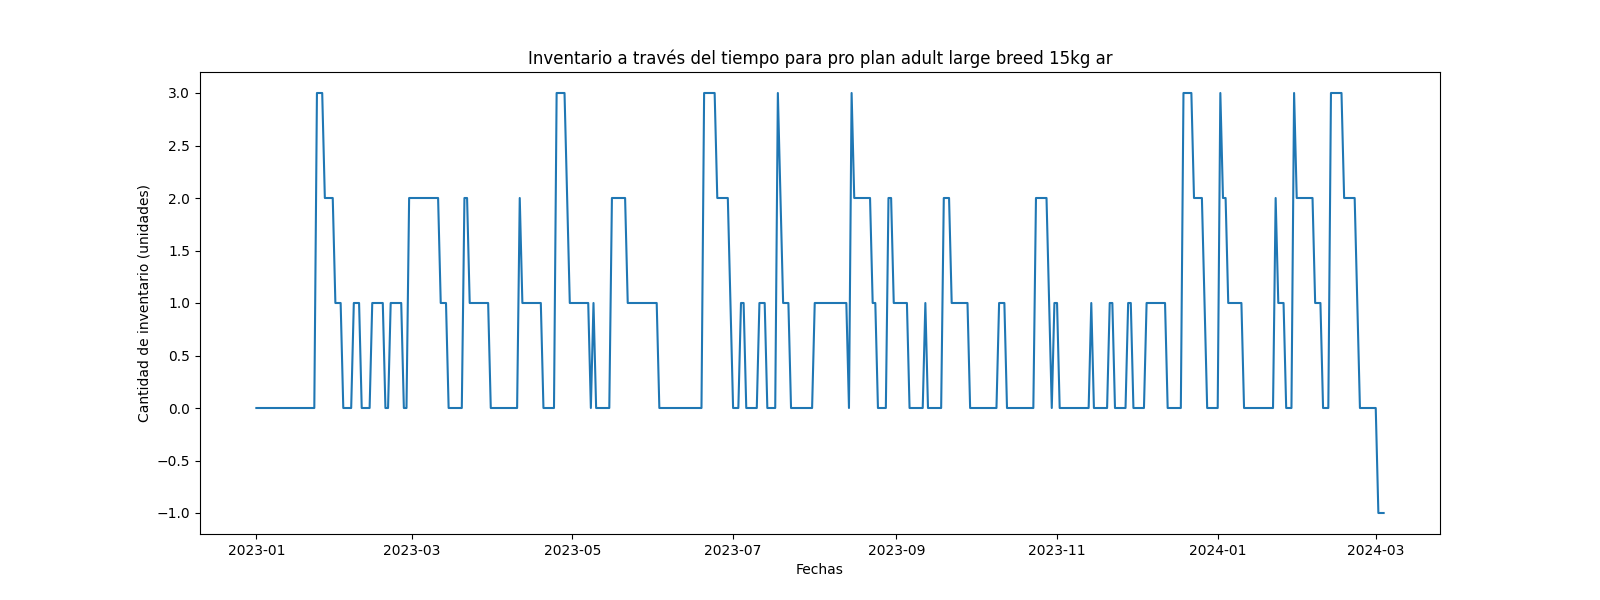 Inventario a través del tiempo para pro plan adult large breed 15kg ar
Cantidad de inventario (unidades)
3.0
2.5
2.0
1.5
1.0
0.5
0.0
−0.5
−1.0
2023-01 2023-03 2023-05 2023-07 2023-09 2023-11 2024-01 2024-03
Fechas